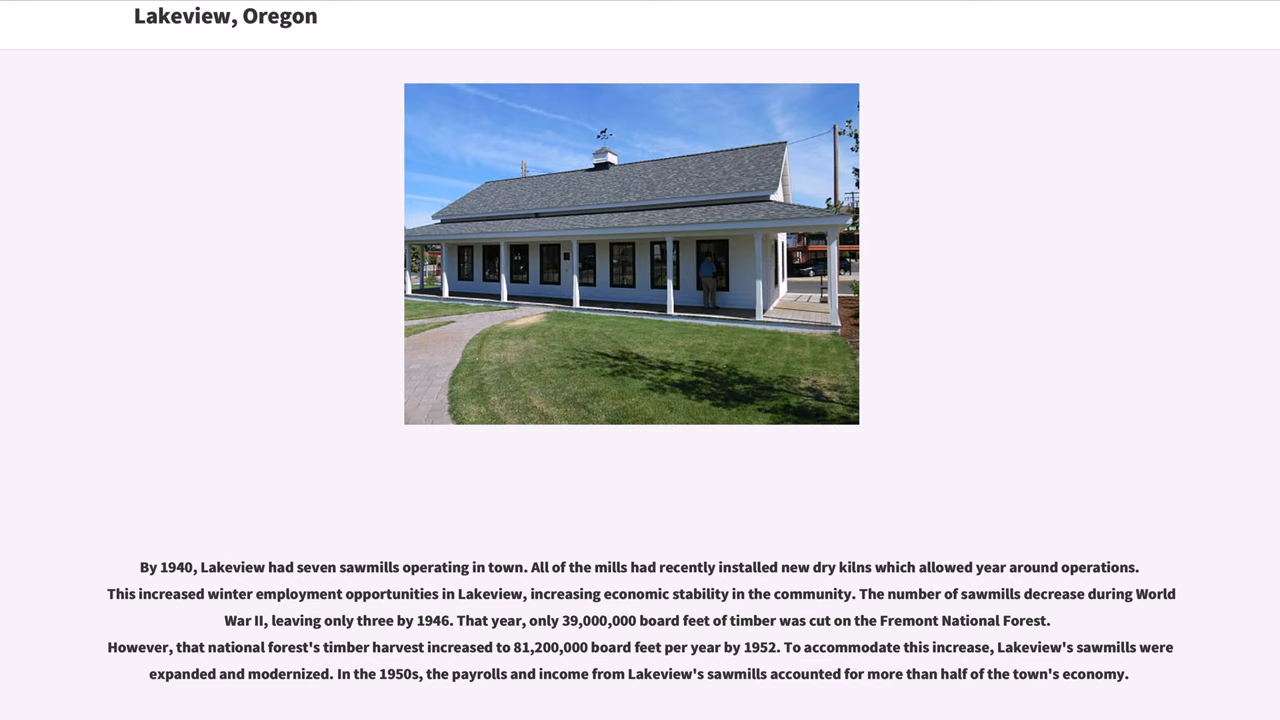 Lakeview, Oregon
By 1940, Lakeview had seven sawmills operating in town. All of the mills had recently installed new dry kilns which allowed year around operations.
This increased winter employment opportunities in Lakeview, increasing economic stability in the community. The number of sawmills decrease during World
War II, leaving only three by 1946. That year, only 39,000,000 board feet of timber was cut on the Fremont National Forest.
However, that national forest's timber harvest increased to 81,200,000 board feet per year by 1952. To accommodate this increase, Lakeview's sawmills were
expanded and modernized. In the 1950s, the payrolls and income from Lakeview's sawmills accounted for more than half of the town's economy.